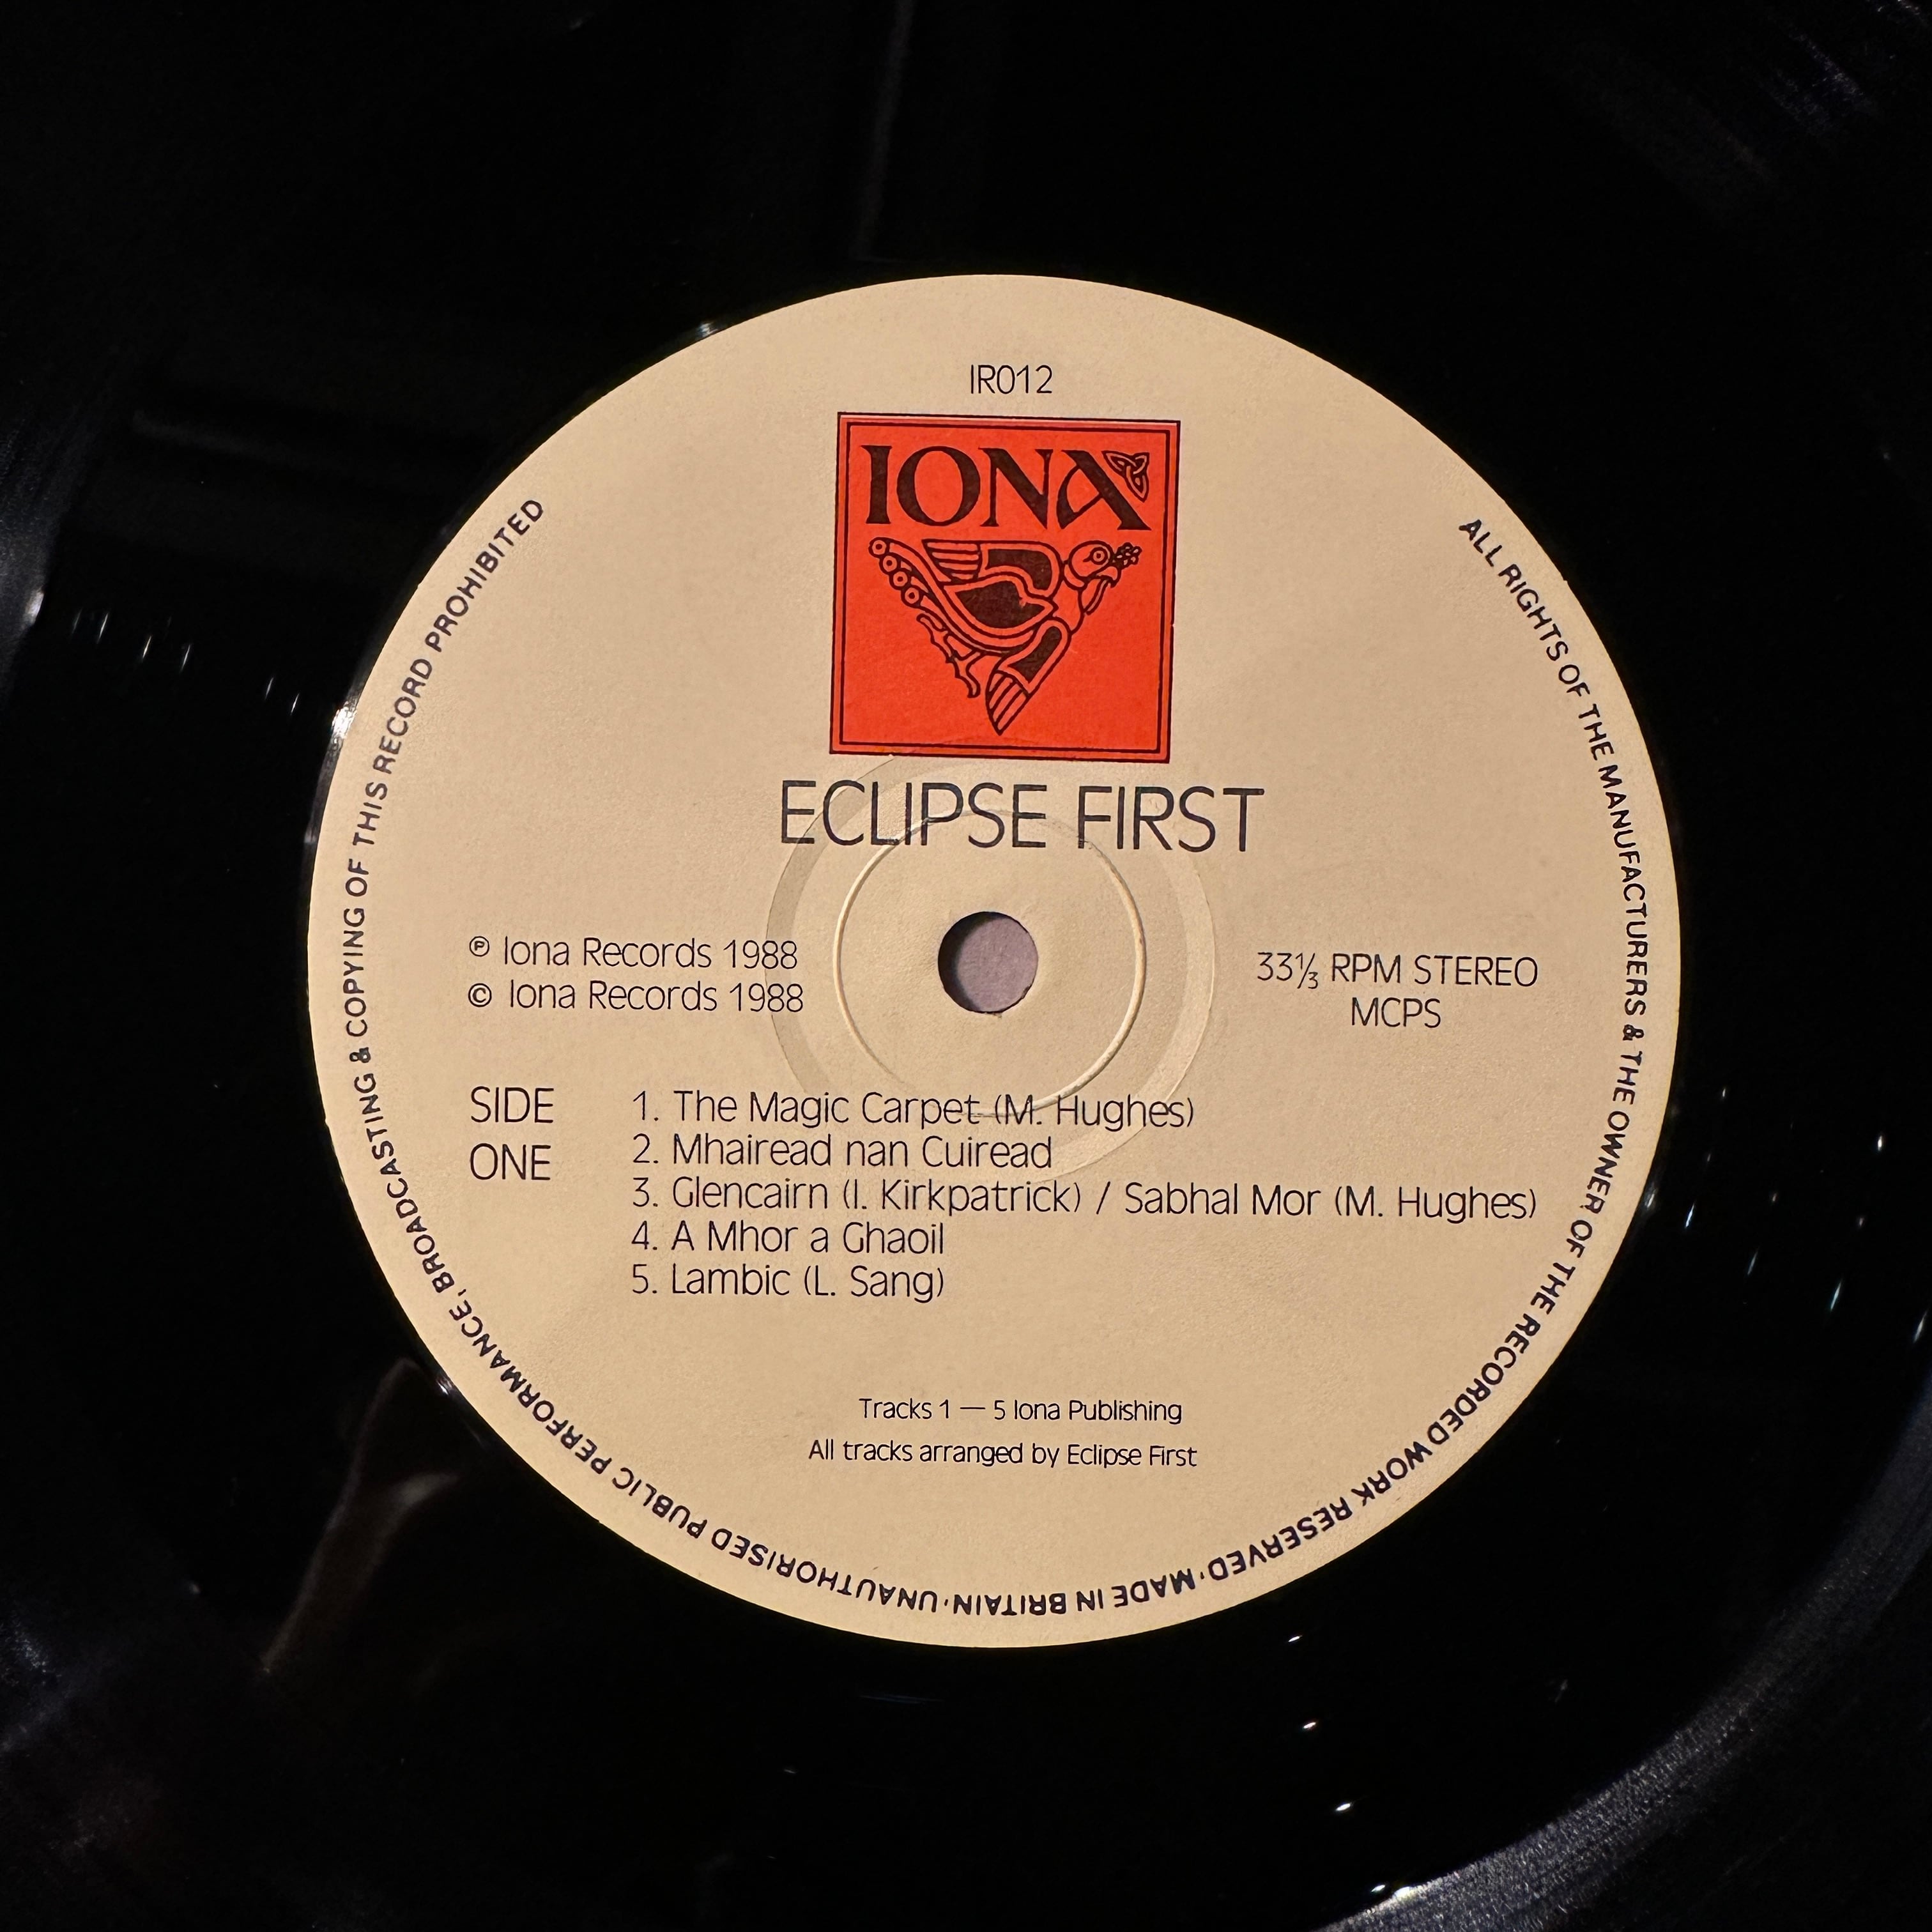 IR012
IONA
ECLIPSE FIRST
℗ Iona Records 1988
© Iona Records 1988
33⅓ RPM STEREO
MCPS
SIDE
ONE
1. The Magic Carpet (M. Hughes)
2. Mhairead nan Cuiread
3. Glencairn (I. Kirkpatrick) / Sabhal Mor (M. Hughes)
4. A Mhor a Ghaoil
5. Lambic (L. Sang)
Tracks 1 — 5 Iona Publishing
All tracks arranged by Eclipse First
ALL RIGHTS OF THE MANUFACTURERS & THE OWNER OF THE RECORDED WORK RESERVED · MADE IN BRITAIN · UNAUTHORISED PUBLIC PERFORMANCE, BROADCASTING & COPYING OF THIS RECORD PROHIBITED